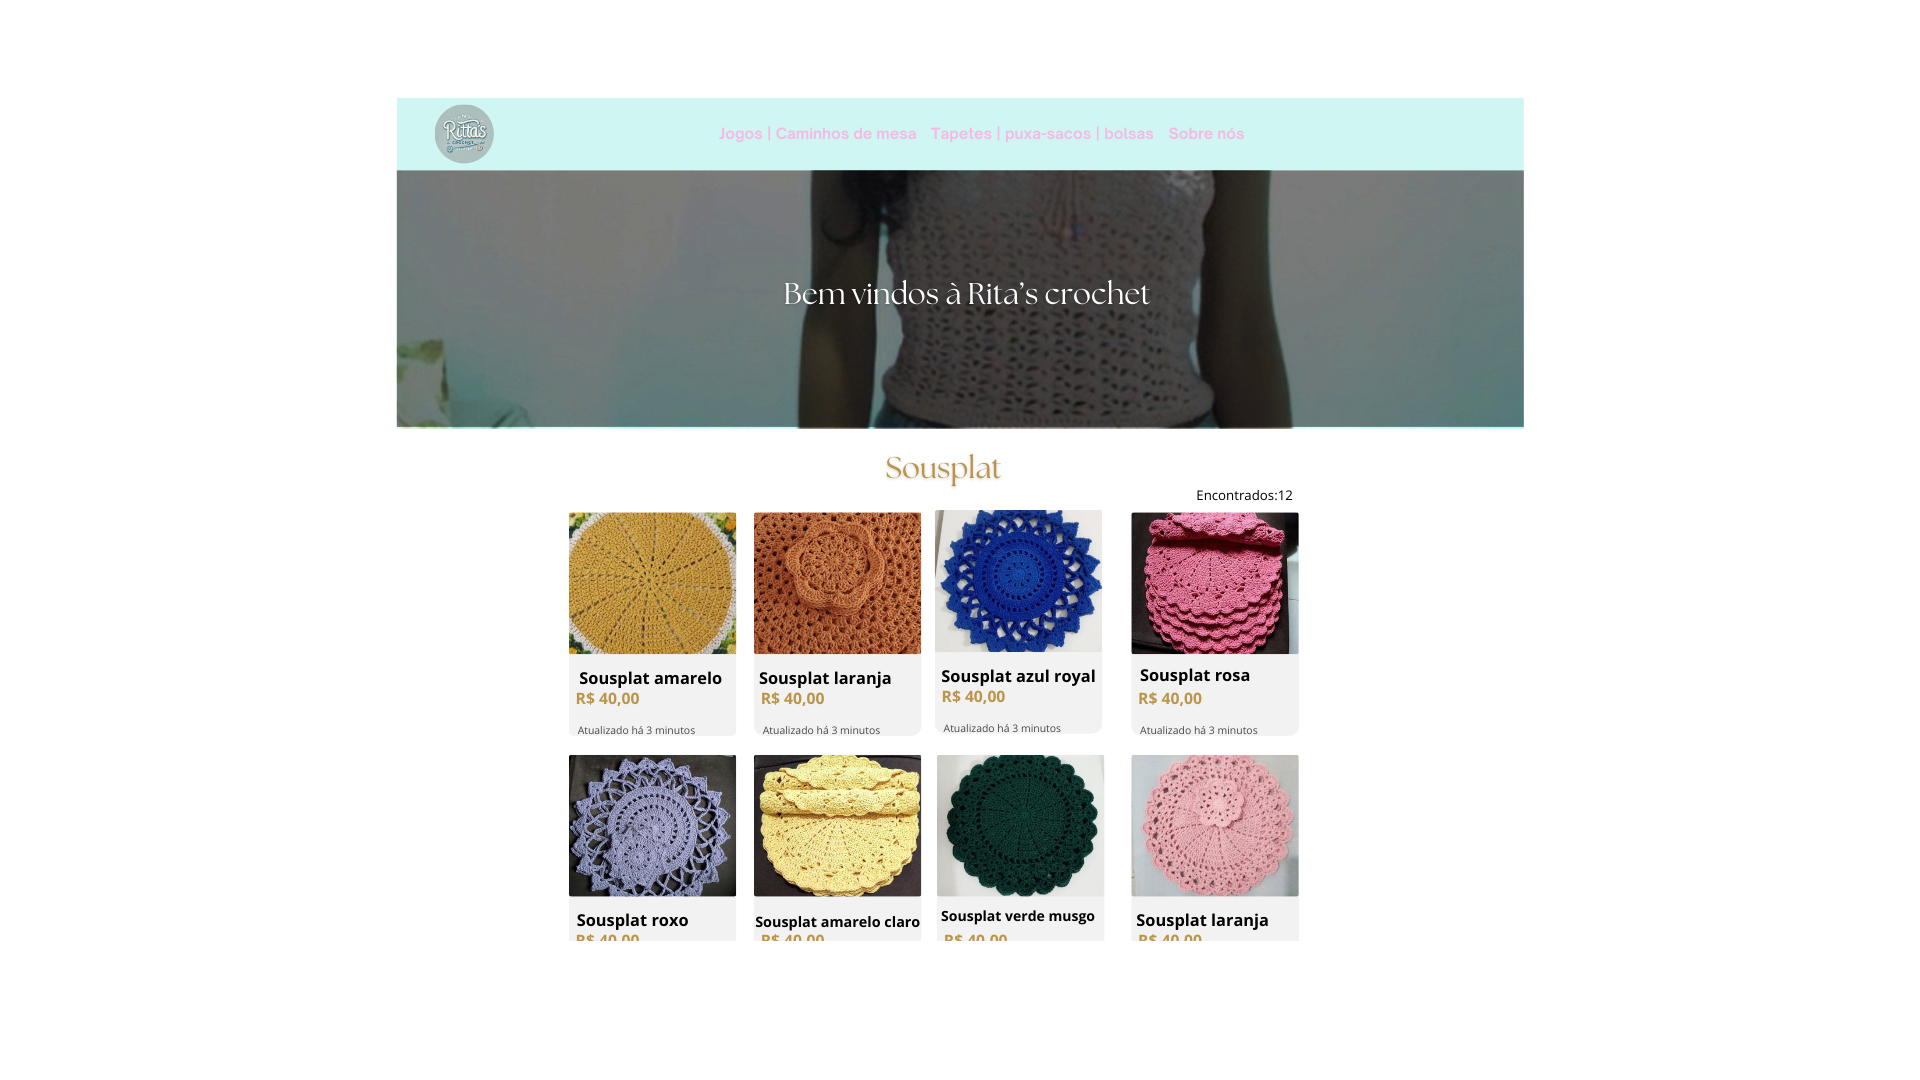 Rittas
CROCHET
Jogos | Caminhos de mesa Tapetes | puxa-sacos | bolsas Sobre nós
Bem vindos à Rita’s crochet
Sousplat
Encontrados:12
Sousplat amarelo
R$ 40,00
Atualizado há 3 minutos
Sousplat laranja
R$ 40,00
Atualizado há 3 minutos
Sousplat azul royal
R$ 40,00
Atualizado há 3 minutos
Sousplat rosa
R$ 40,00
Atualizado há 3 minutos
Sousplat roxo
R$ 40,00
Sousplat amarelo claro
R$ 40,00
Sousplat verde musgo
R$ 40,00
Sousplat laranja
R$ 40,00